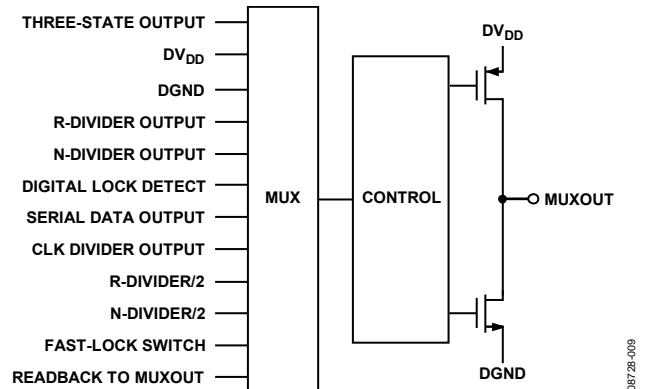 THREE-STATE OUTPUT
DVDD
DGND
R-DIVIDER OUTPUT
N-DIVIDER OUTPUT
DIGITAL LOCK DETECT
SERIAL DATA OUTPUT
CLK DIVIDER OUTPUT
R-DIVIDER/2
N-DIVIDER/2
FAST-LOCK SWITCH
READBACK TO MUXOUT
MUX
CONTROL
DVDD
MUXOUT
DGND
08728-009